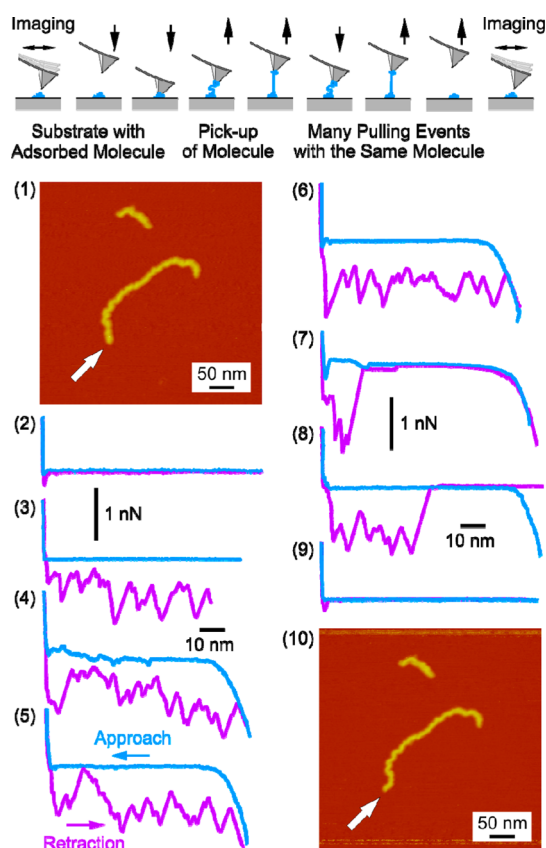 Imaging
Imaging
Substrate with
Adsorbed Molecule
Pick-up
of Molecule
Many Pulling Events
with the Same Molecule
(1)
50 nm
(2)
1 nN
(3)
(4)
10 nm
(5)
Approach
Retraction
(6)
(7)
1 nN
(8)
10 nm
(9)
(10)
50 nm